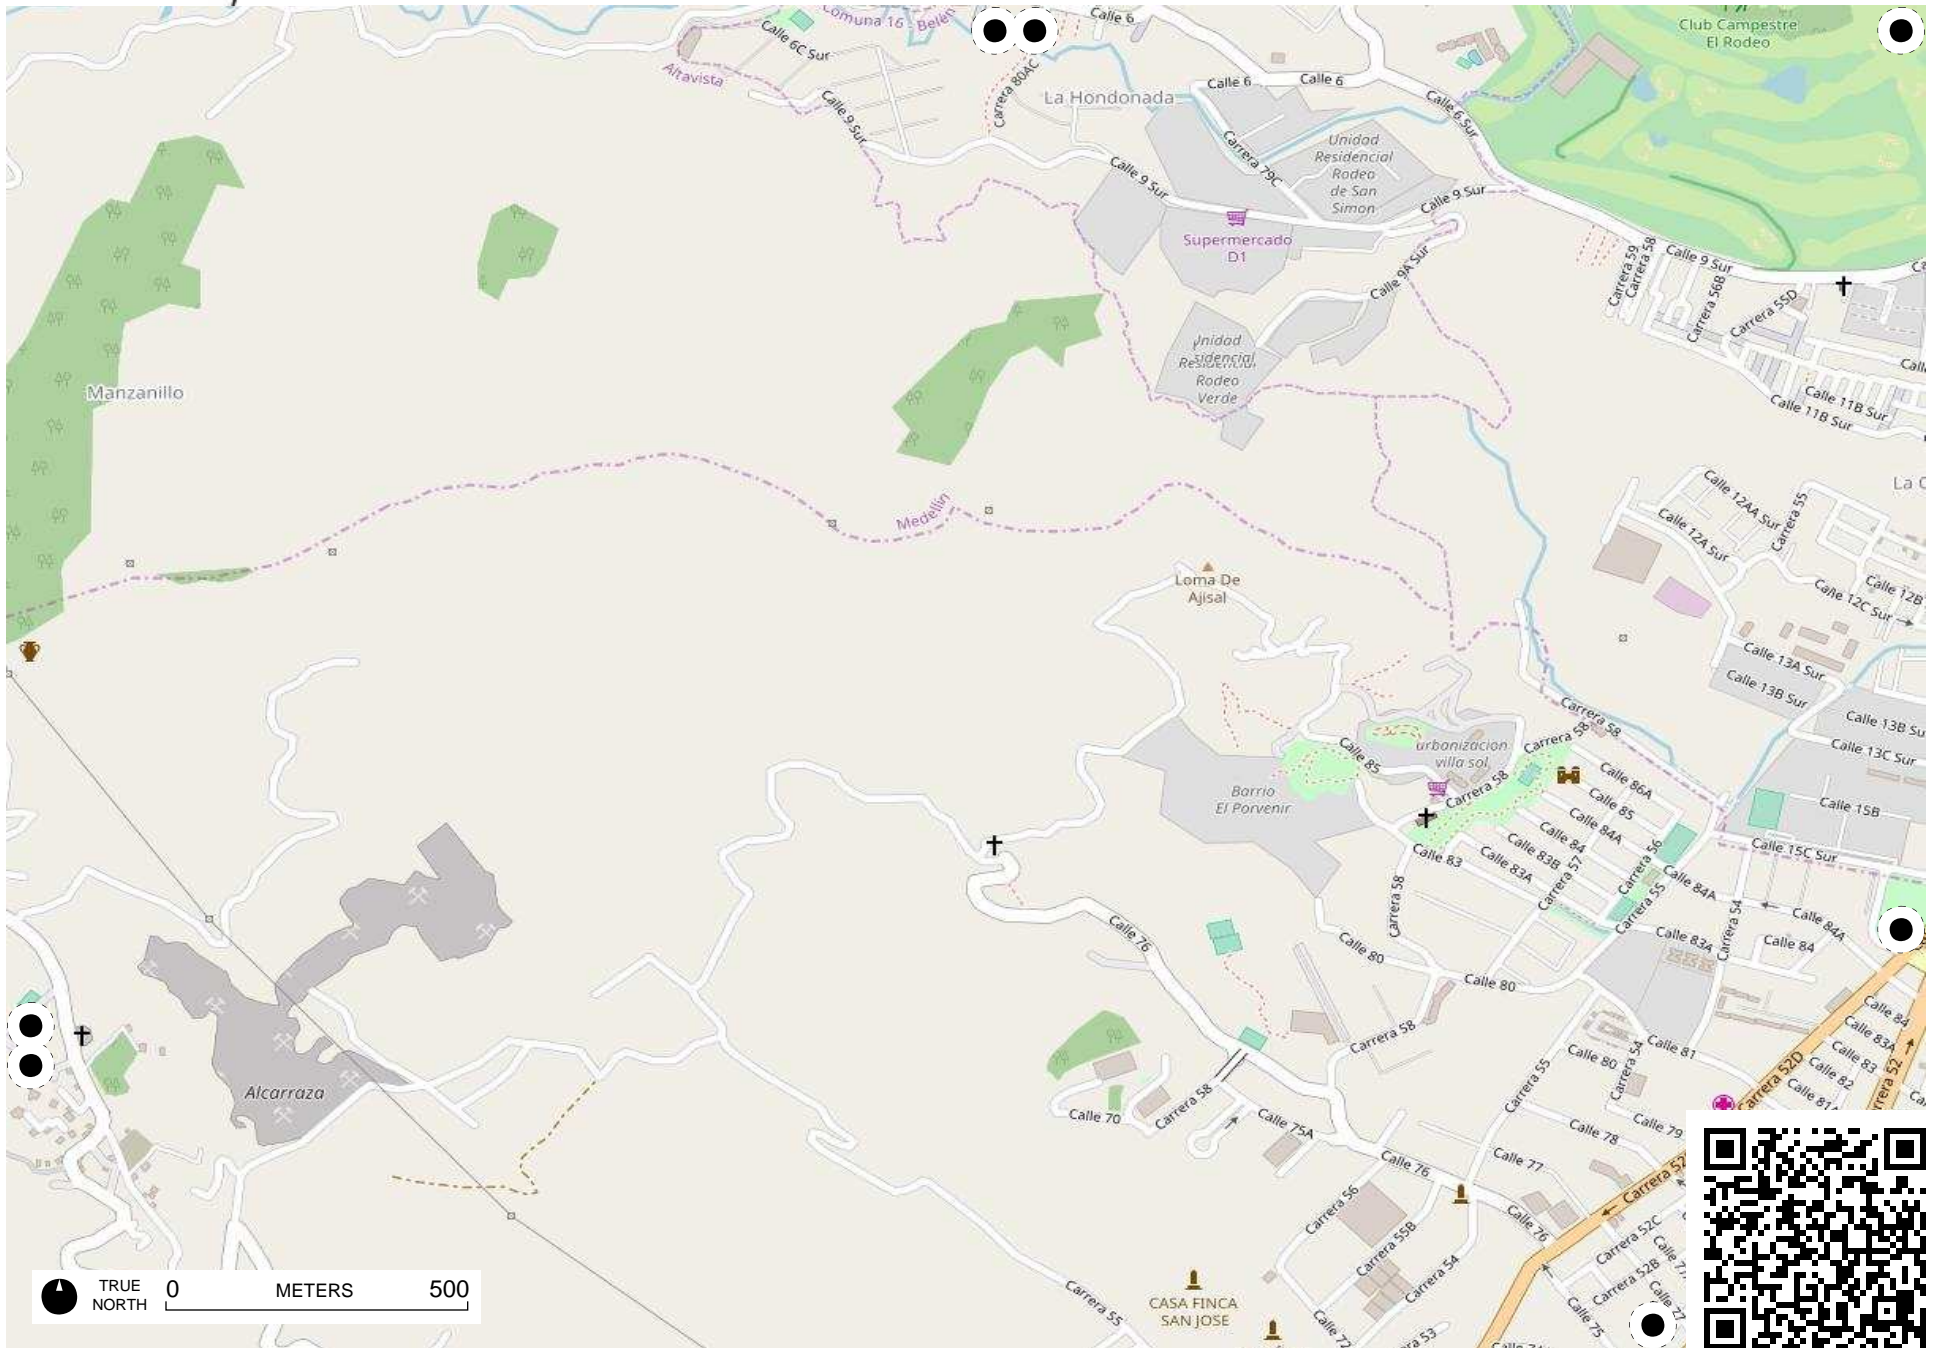 Comuna 16 - Belén
Calle 6
Club Campestre
El Rodeo
Calle 6C Sur
Altavista
Carrera 80AC
La Hondonada
Calle 6
Calle 6
Calle 6 Sur
Calle 9 Sur
Carrera 79C
Unidad
Residencial
Rodeo
de San
Simon
Calle 9 Sur
Calle 9 Sur
Supermercado
D1
Calle 9A Sur
Carrera 59
Carrera 58
Calle 9 Sur
Carrera 56B
Carrera 55D
Unidad
Residencial
Rodeo
Verde
Manzanillo
Calle 11B Sur
Calle 11B Sur
Medellín
Calle 12AA Sur
Carrera 55
Calle 12A Sur
Loma De
Ajisal
Calle 12B
Calle 12C Sur
Calle 13A Sur
Calle 13B Sur
Carrera 58
Calle 13B Su
Calle 13C Sur
Carrera 58
Calle 85
urbanizacion
villa sol
Carrera 58
Calle 86A
Barrio
El Porvenir
Calle 85
Calle 15B
Calle 84A
Calle 84
Calle 83
Calle 83B
Calle 83A
Carrera 57
Carrera 56
Calle 15C Sur
Calle 84A
Carrera 58
Carrera 55
Calle 84A
Carrera 54
Calle 76
Calle 80
Calle 83A
Calle 84
Calle 80
Calle 84
Carrera 58
Calle 83A
Calle 83
Calle 82
Calle 81A
Calle 81
Calle 80
Carrera 54
Carrera 52D
Carrera 55
Alcarraza
Calle 70
Carrera 58
Calle 75A
Calle 79
Calle 78
Calle 77
Calle 76
Carrera 52
Carrera 56
Calle 76
Carrera 55B
Carrera 52C
Carrera 54
Carrera 52B
TRUE
NORTH
0 METERS 500
Carrera 55
CASA FINCA
SAN JOSE
Calle 75
Calle 72